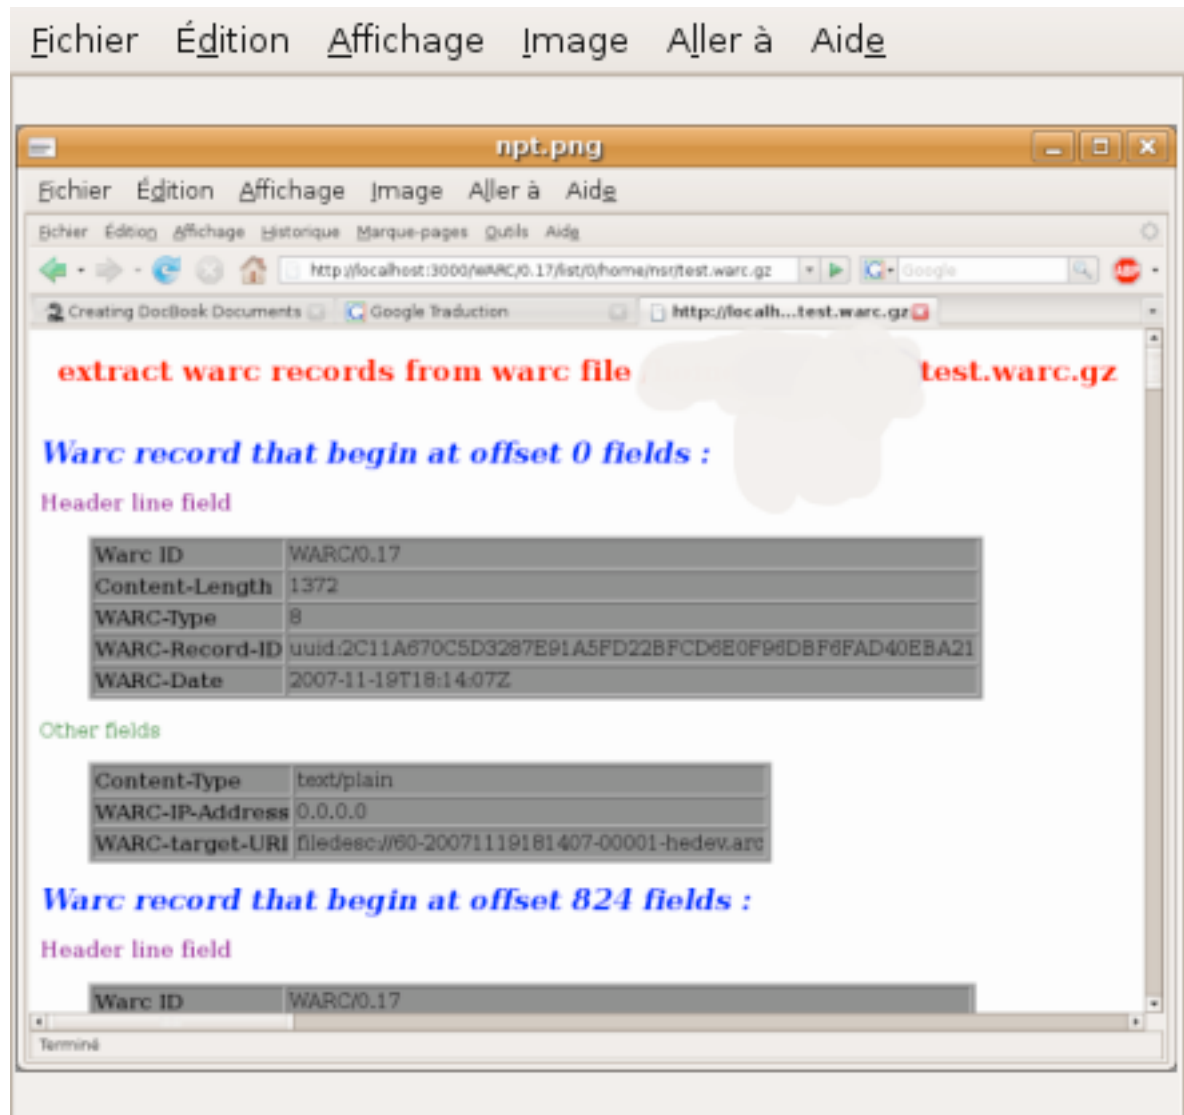 Fichier Édition Affichage Image Aller à Aide
npt.png
Fichier Édition Affichage Image Aller à Aide
Fichier Édition Affichage Historique Marque-pages Outils Aide
http://localhost:3000/WARC/0.17/list/0/home/nsr/test.warc.gz Google ABP
Creating DocBook Documents Google Traduction http://localh...test.warc.gz
extract warc records from warc file test.warc.gz
Warc record that begin at offset 0 fields :
Header line field
Warc ID WARC/0.17
Content-Length 1372
WARC-Type 8
WARC-Record-ID uuid:2C11A670C5D3287E91A5FD22BFCD6E0F96DBF6FAD40EBA21
WARC-Date 2007-11-19T18:14:07Z
Other fields
Content-Type text/plain
WARC-IP-Address 0.0.0.0
WARC-target-URI filedesc://60-20071119181407-00001-hedev.arc
Warc record that begin at offset 824 fields :
Header line field
Warc ID WARC/0.17
Terminé